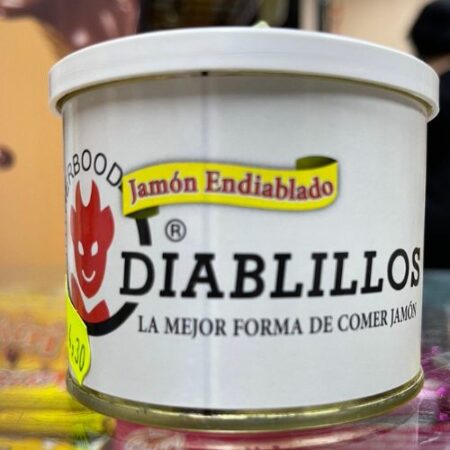 Jamón Endiablado
®
DIABLILLOS
LA MEJOR FORMA DE COMER JAMÓN